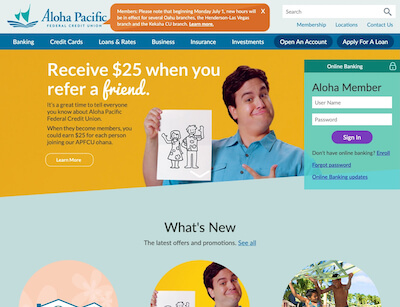 Aloha Pacific
FEDERAL CREDIT UNION
Members: Please note that beginning Monday July 1, new hours will
be in effect for several Oahu branches, the Henderson-Las Vegas
branch and the Keksha CU branch. Learn more.
X
Search
Membership Locations Contact Us
Banking Credit Cards Loans & Rates Business Insurance Investments Open An Account Apply For A Loan
Receive $25 when you
refer a friend.
It's a great time to tell everyone
you know about Aloha Pacific
Federal Credit Union.
When they become members, you
could earn $25 for each person
joining our APFCU ohana.
Learn More
Online Banking
Aloha Member
User Name
Password
Sign In
Don't have online banking? Enroll
Forgot password
Online Banking updates
What's New
The latest offers and promotions. See all